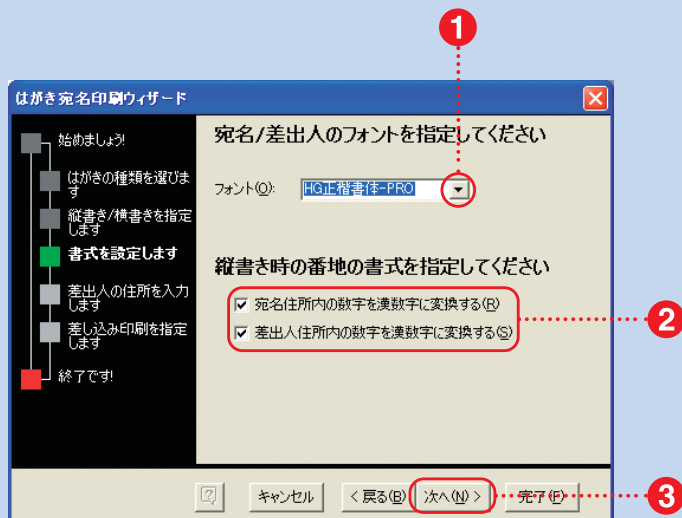 1
はがき宛名印刷ウィザード
始めましょう!
はがきの種類を選びま
す
縦書き/横書きを指定
します
書式を設定します
差出人の住所を入力
します
差し込み印刷を指定
します
終了です!
宛名/差出人のフォントを指定してください
フォント(O):
HG正楷書体-PRO
縦書き時の番地の書式を指定してください
宛名住所内の数字を漢数字に変換する(R)
差出人住所内の数字を漢数字に変換する(S)
2
キャンセル
< 戻る(B)
次へ(N) >
完了(F)
3